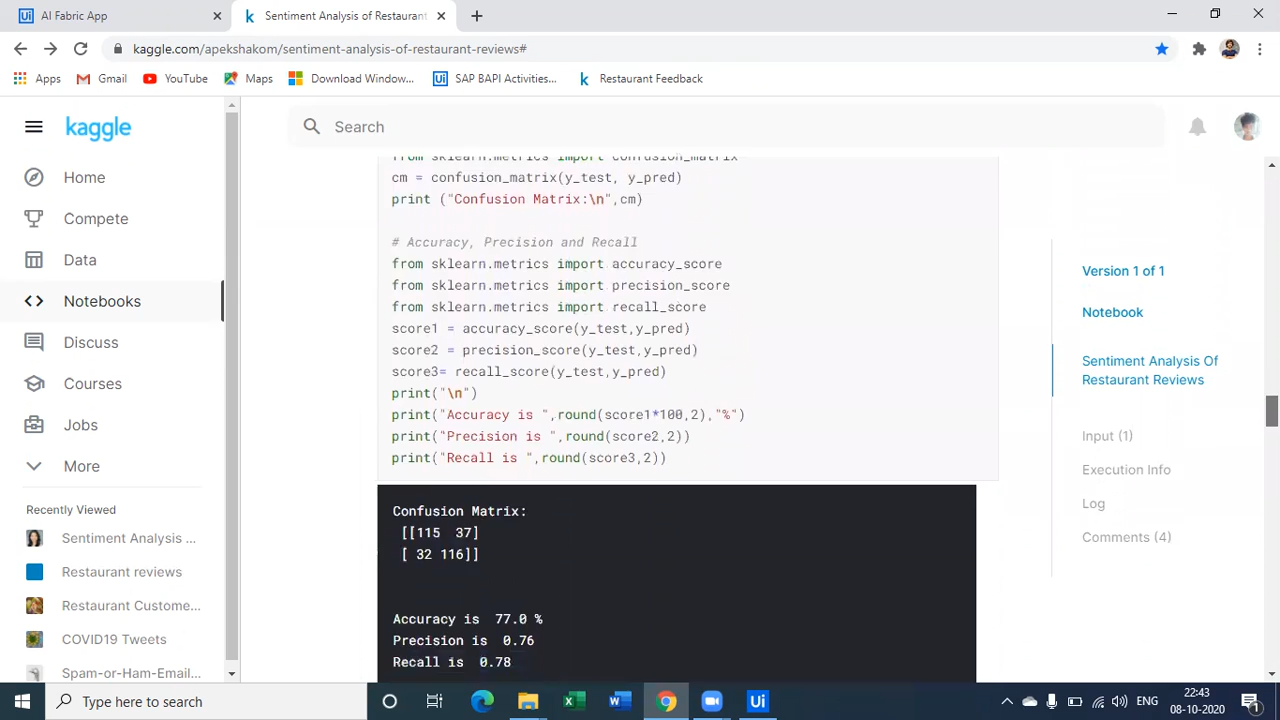 AI Fabric App
Sentiment Analysis of Restaurant
kaggle.com/apekshakom/sentiment-analysis-of-restaurant-reviews#
Apps
Gmail
YouTube
Maps
Download Window...
SAP BAPI Activities...
Restaurant Feedback
kaggle
Search
Home
Compete
Data
Notebooks
Discuss
Courses
Jobs
More
Recently Viewed
Sentiment Analysis ...
Restaurant reviews
Restaurant Custome...
COVID19 Tweets
Spam-or-Ham-Email...
from sklearn.metrics import confusion_matrix
cm = confusion_matrix(y_test, y_pred)
print ("Confusion Matrix:\n",cm)
# Accuracy, Precision and Recall
from sklearn.metrics import accuracy_score
from sklearn.metrics import precision_score
from sklearn.metrics import recall_score
score1 = accuracy_score(y_test,y_pred)
score2 = precision_score(y_test,y_pred)
score3= recall_score(y_test,y_pred)
print("\n")
print("Accuracy is ",round(score1*100,2),"%")
print("Precision is ",round(score2,2))
print("Recall is ",round(score3,2))
Confusion Matrix:
[[115 37]
[ 32 116]]
Accuracy is 77.0 %
Precision is 0.76
Recall is 0.78
Version 1 of 1
Notebook
Sentiment Analysis Of
Restaurant Reviews
Input (1)
Execution Info
Log
Comments (4)
Type here to search
ENG
22:43
08-10-2020